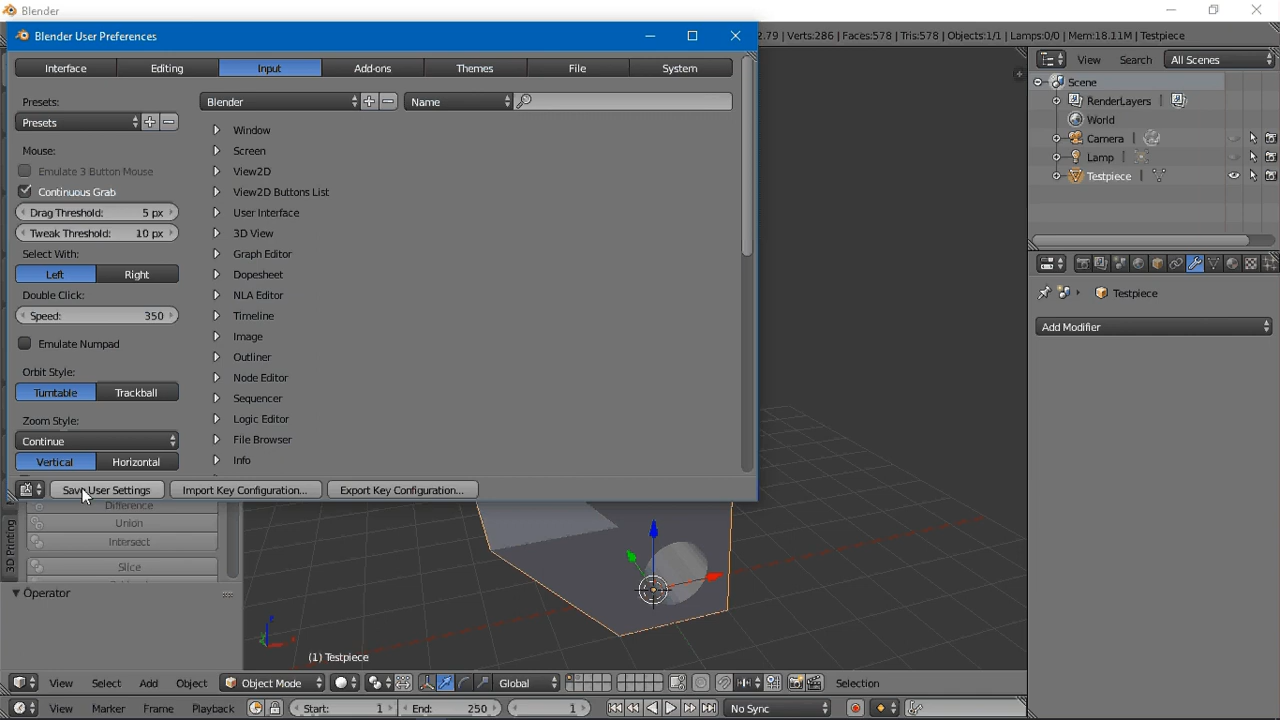 Blender
Blender User Preferences
2.79 | Verts:286 | Faces:578 | Tris:578 | Objects:1/1 | Lamps:0/0 | Mem:18.11M | Testpiece
Interface Editing Input Add-ons Themes File System
View Search All Scenes
Presets:
Blender Name
Presets
Mouse:
Emulate 3 Button Mouse
Continuous Grab
Drag Threshold: 5 px
Tweak Threshold: 10 px
Select With:
Left Right
Double Click:
Speed: 350
Emulate Numpad
Orbit Style:
Turntable Trackball
Zoom Style:
Continue
Vertical Horizontal
Window
Screen
View2D
View2D Buttons List
User Interface
3D View
Graph Editor
Dopesheet
NLA Editor
Timeline
Image
Outliner
Node Editor
Sequencer
Logic Editor
File Browser
Info
Save User Settings Import Key Configuration... Export Key Configuration...
Scene
RenderLayers
World
Camera
Lamp
Testpiece
Testpiece
Add Modifier
Difference
Union
Intersect
Slice
3D Printing
Operator
(1) Testpiece
View Select Add Object Object Mode Global Selection
View Marker Frame Playback Start: 1 End: 250 1 No Sync